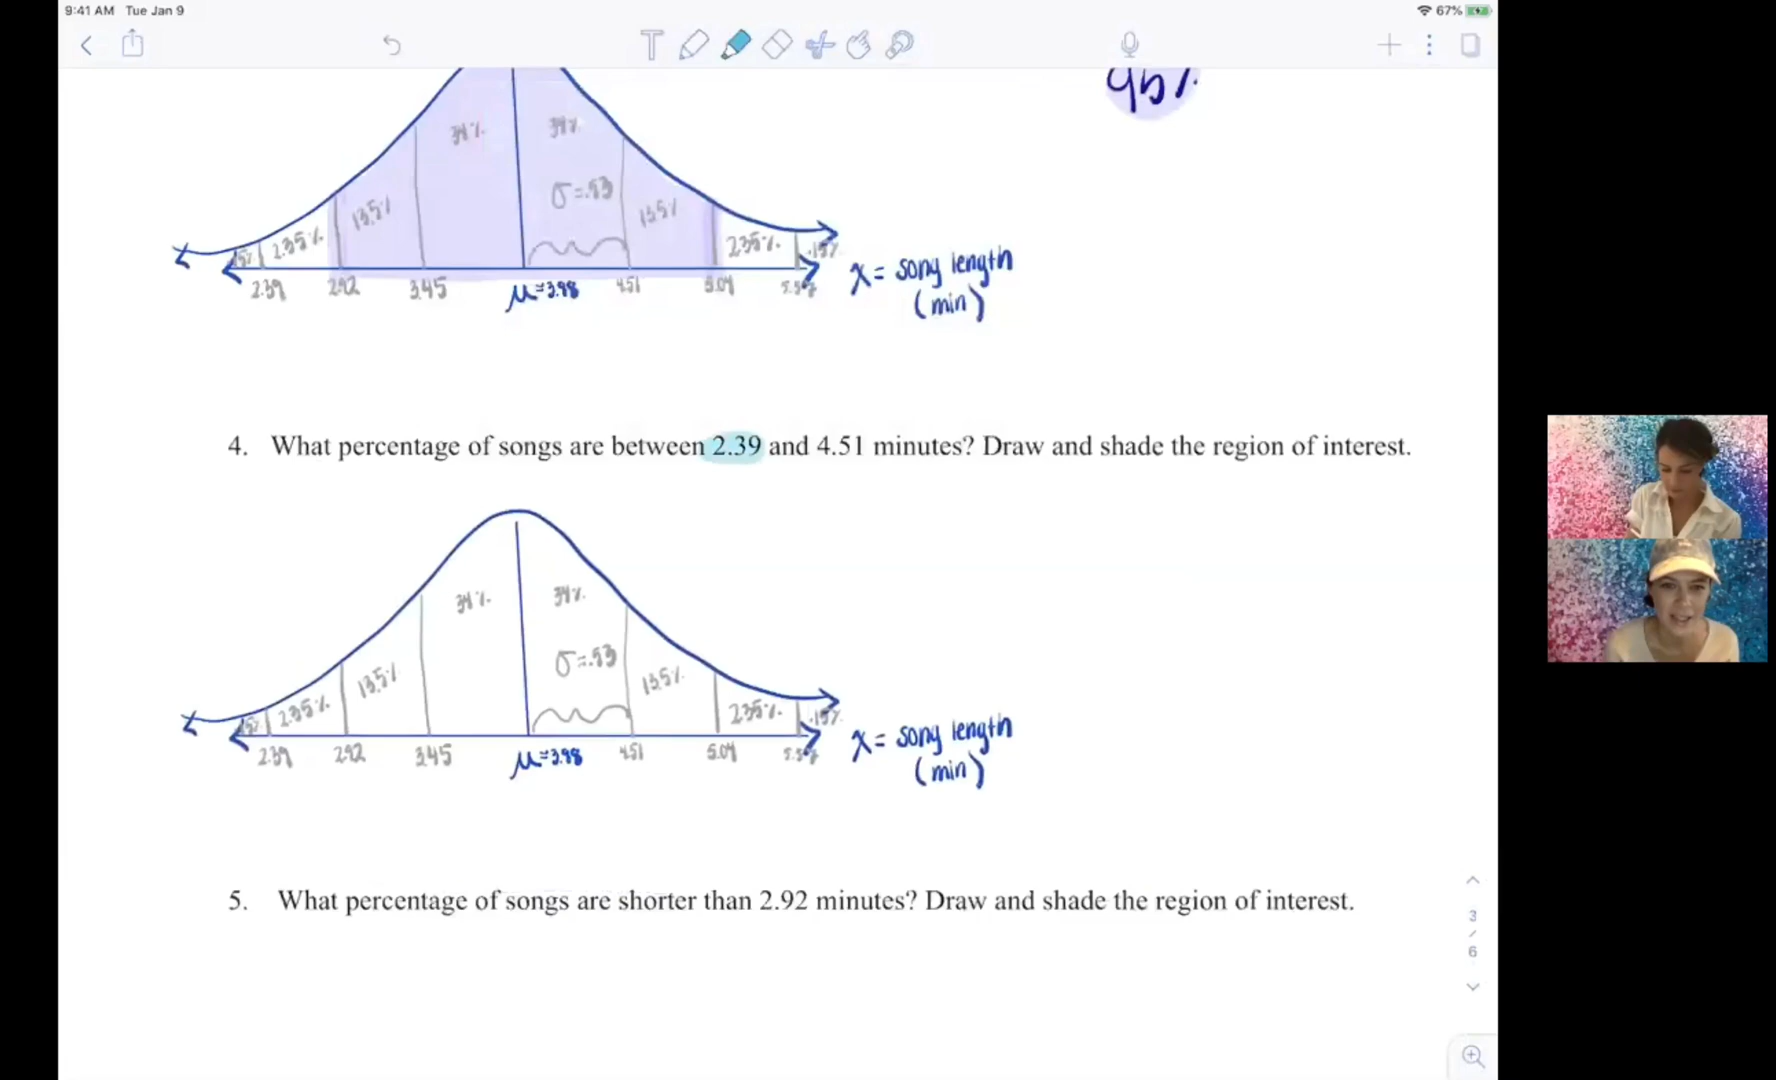 9:41 AM Tue Jan 9
67%
T
95%
34% 34%
σ=.53
13.5% 13.5%
.15% 2.35% 2.35% .15%
2.39 2.92 3.45 μ=3.98 4.51 5.04
x = song length
(min)
4. What percentage of songs are between 2.39 and 4.51 minutes? Draw and shade the region of interest.
34% 34%
σ=.53
13.5% 13.5%
.15% 2.35% 2.35% .15%
2.39 2.92 3.45 μ=3.98 4.51 5.04
x = song length
(min)
5. What percentage of songs are shorter than 2.92 minutes? Draw and shade the region of interest.
3
/
6